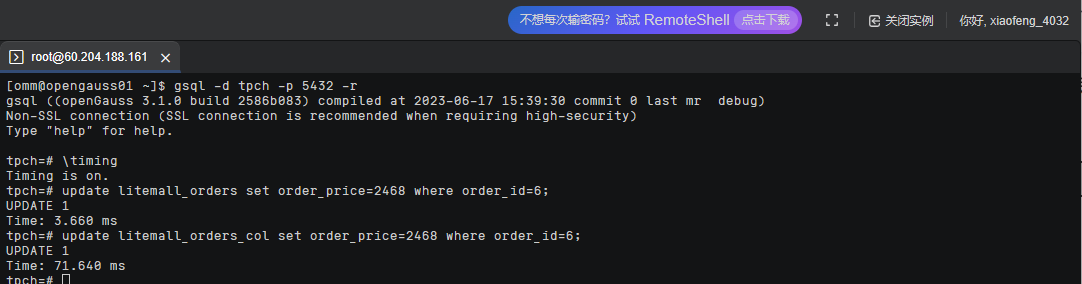 不想每次输密码？试试 RemoteShell 点击下载
关闭实例
你好, xiaofeng_4032
root@60.204.188.161
[omm@opengauss01 ~]$ gsql -d tpch -p 5432 -r
gsql ((openGauss 3.1.0 build 2586b083) compiled at 2023-06-17 15:39:30 commit 0 last mr  debug)
Non-SSL connection (SSL connection is recommended when requiring high-security)
Type "help" for help.
tpch=# \timing
Timing is on.
tpch=# update litemall_orders set order_price=2468 where order_id=6;
UPDATE 1
Time: 3.660 ms
tpch=# update litemall_orders_col set order_price=2468 where order_id=6;
UPDATE 1
Time: 71.640 ms
tpch=#